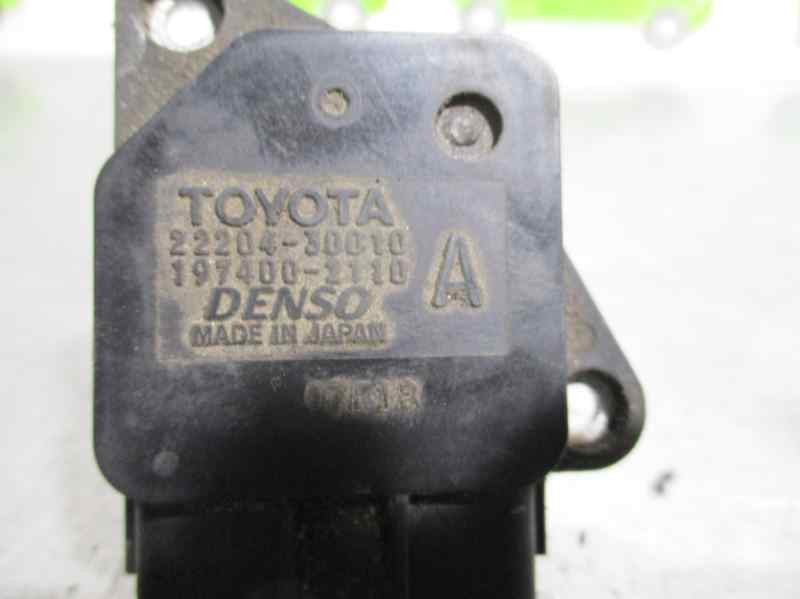 TOYOTA
22204-30010
197400-2110
A
DENSO
MADE IN JAPAN